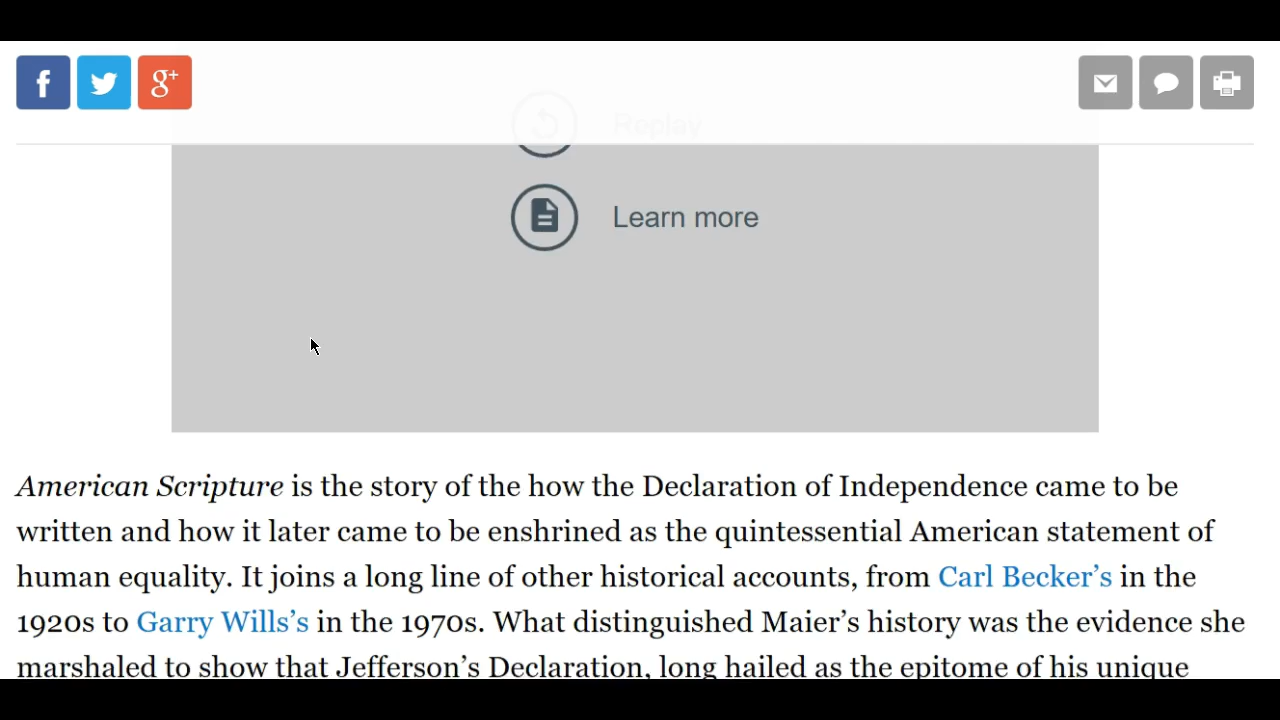 f
g+
Replay
Learn more
American Scripture is the story of the how the Declaration of Independence came to be
written and how it later came to be enshrined as the quintessential American statement of
human equality. It joins a long line of other historical accounts, from Carl Becker’s in the
1920s to Garry Wills’s in the 1970s. What distinguished Maier’s history was the evidence she
marshaled to show that Jefferson’s Declaration, long hailed as the epitome of his unique